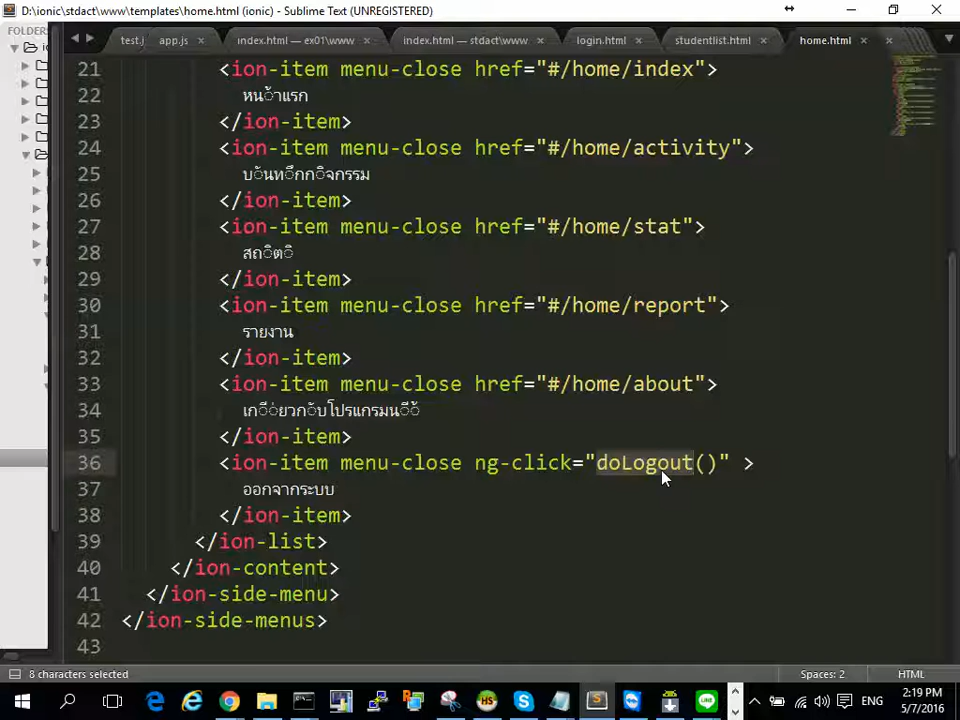 D:\ionic\stdact\www\templates\home.html (ionic) - Sublime Text (UNREGISTERED)
FOLDERS
test.j app.js × index.html — ex01\www × index.html — stdact\www × login.html × studentlist.html × home.html ×
21 <ion-item menu-close href="#/home/index">
22 หน้าแรก
23 </ion-item>
24 <ion-item menu-close href="#/home/activity">
25 บันทึกกิจกรรม
26 </ion-item>
27 <ion-item menu-close href="#/home/stat">
28 สถิติ
29 </ion-item>
30 <ion-item menu-close href="#/home/report">
31 รายงาน
32 </ion-item>
33 <ion-item menu-close href="#/home/about">
34 เกี่ยวกับโปรแกรมนี้
35 </ion-item>
36 <ion-item menu-close ng-click="doLogout()" >
37 ออกจากระบบ
38 </ion-item>
39 </ion-list>
40 </ion-content>
41 </ion-side-menu>
42 </ion-side-menus>
43
8 characters selected Spaces: 2 HTML
ENG 2:19 PM
5/7/2016